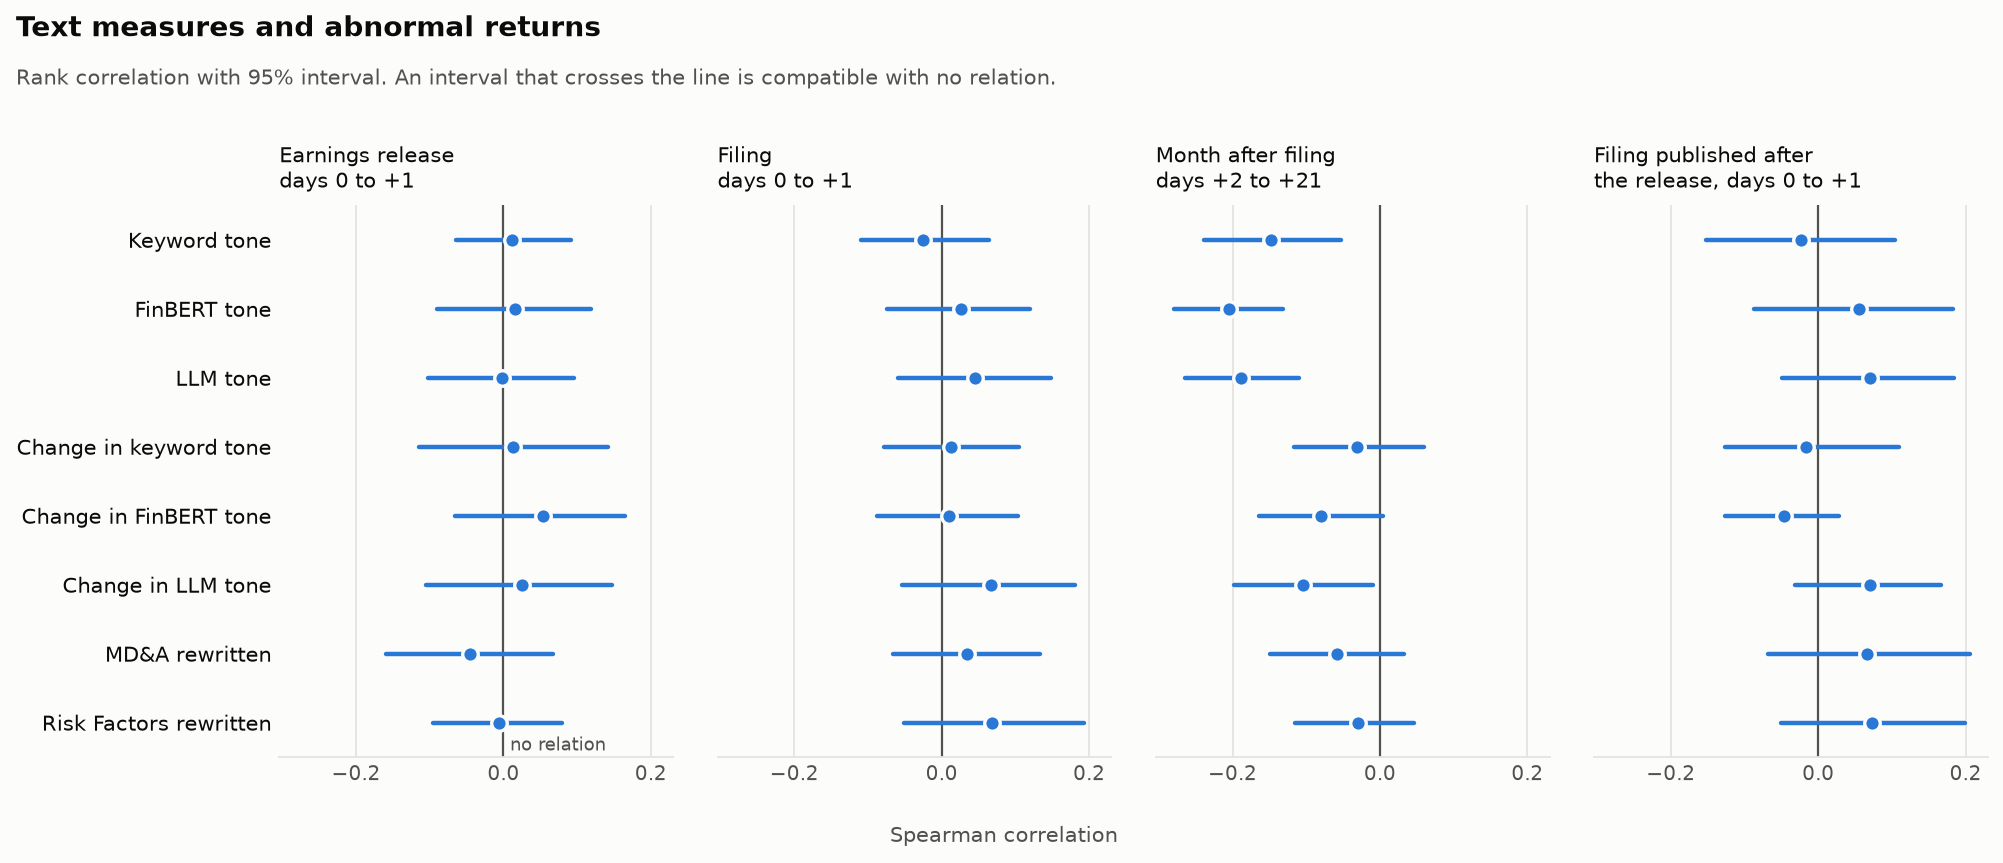 Text measures and abnormal returns
Rank correlation with 95% interval. An interval that crosses the line is compatible with no relation.
Earnings release
days 0 to +1
Filing
days 0 to +1
Month after filing
days +2 to +21
Filing published after
the release, days 0 to +1
Keyword tone
FinBERT tone
LLM tone
Change in keyword tone
Change in FinBERT tone
Change in LLM tone
MD&A rewritten
Risk Factors rewritten
no relation
−0.2 0.0 0.2
−0.2 0.0 0.2
−0.2 0.0 0.2
−0.2 0.0 0.2
Spearman correlation